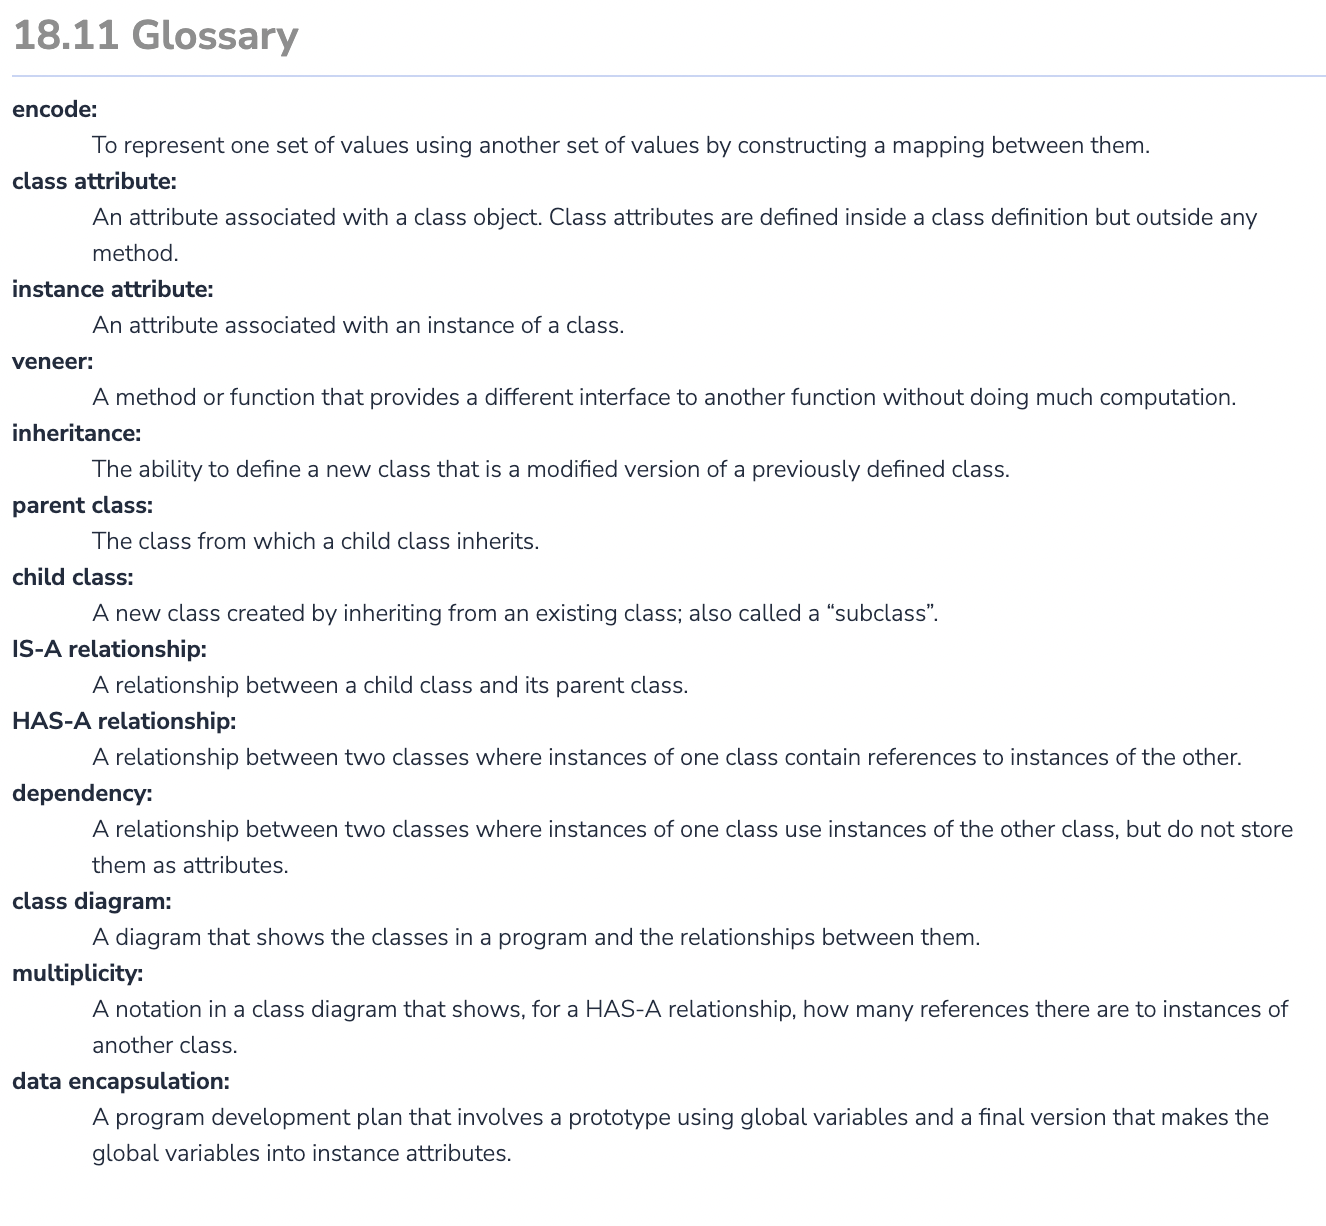 18.11 Glossary
encode:
To represent one set of values using another set of values by constructing a mapping between them.
class attribute:
An attribute associated with a class object. Class attributes are defined inside a class definition but outside any
method.
instance attribute:
An attribute associated with an instance of a class.
veneer:
A method or function that provides a different interface to another function without doing much computation.
inheritance:
The ability to define a new class that is a modified version of a previously defined class.
parent class:
The class from which a child class inherits.
child class:
A new class created by inheriting from an existing class; also called a “subclass”.
IS-A relationship:
A relationship between a child class and its parent class.
HAS-A relationship:
A relationship between two classes where instances of one class contain references to instances of the other.
dependency:
A relationship between two classes where instances of one class use instances of the other class, but do not store
them as attributes.
class diagram:
A diagram that shows the classes in a program and the relationships between them.
multiplicity:
A notation in a class diagram that shows, for a HAS-A relationship, how many references there are to instances of
another class.
data encapsulation:
A program development plan that involves a prototype using global variables and a final version that makes the
global variables into instance attributes.